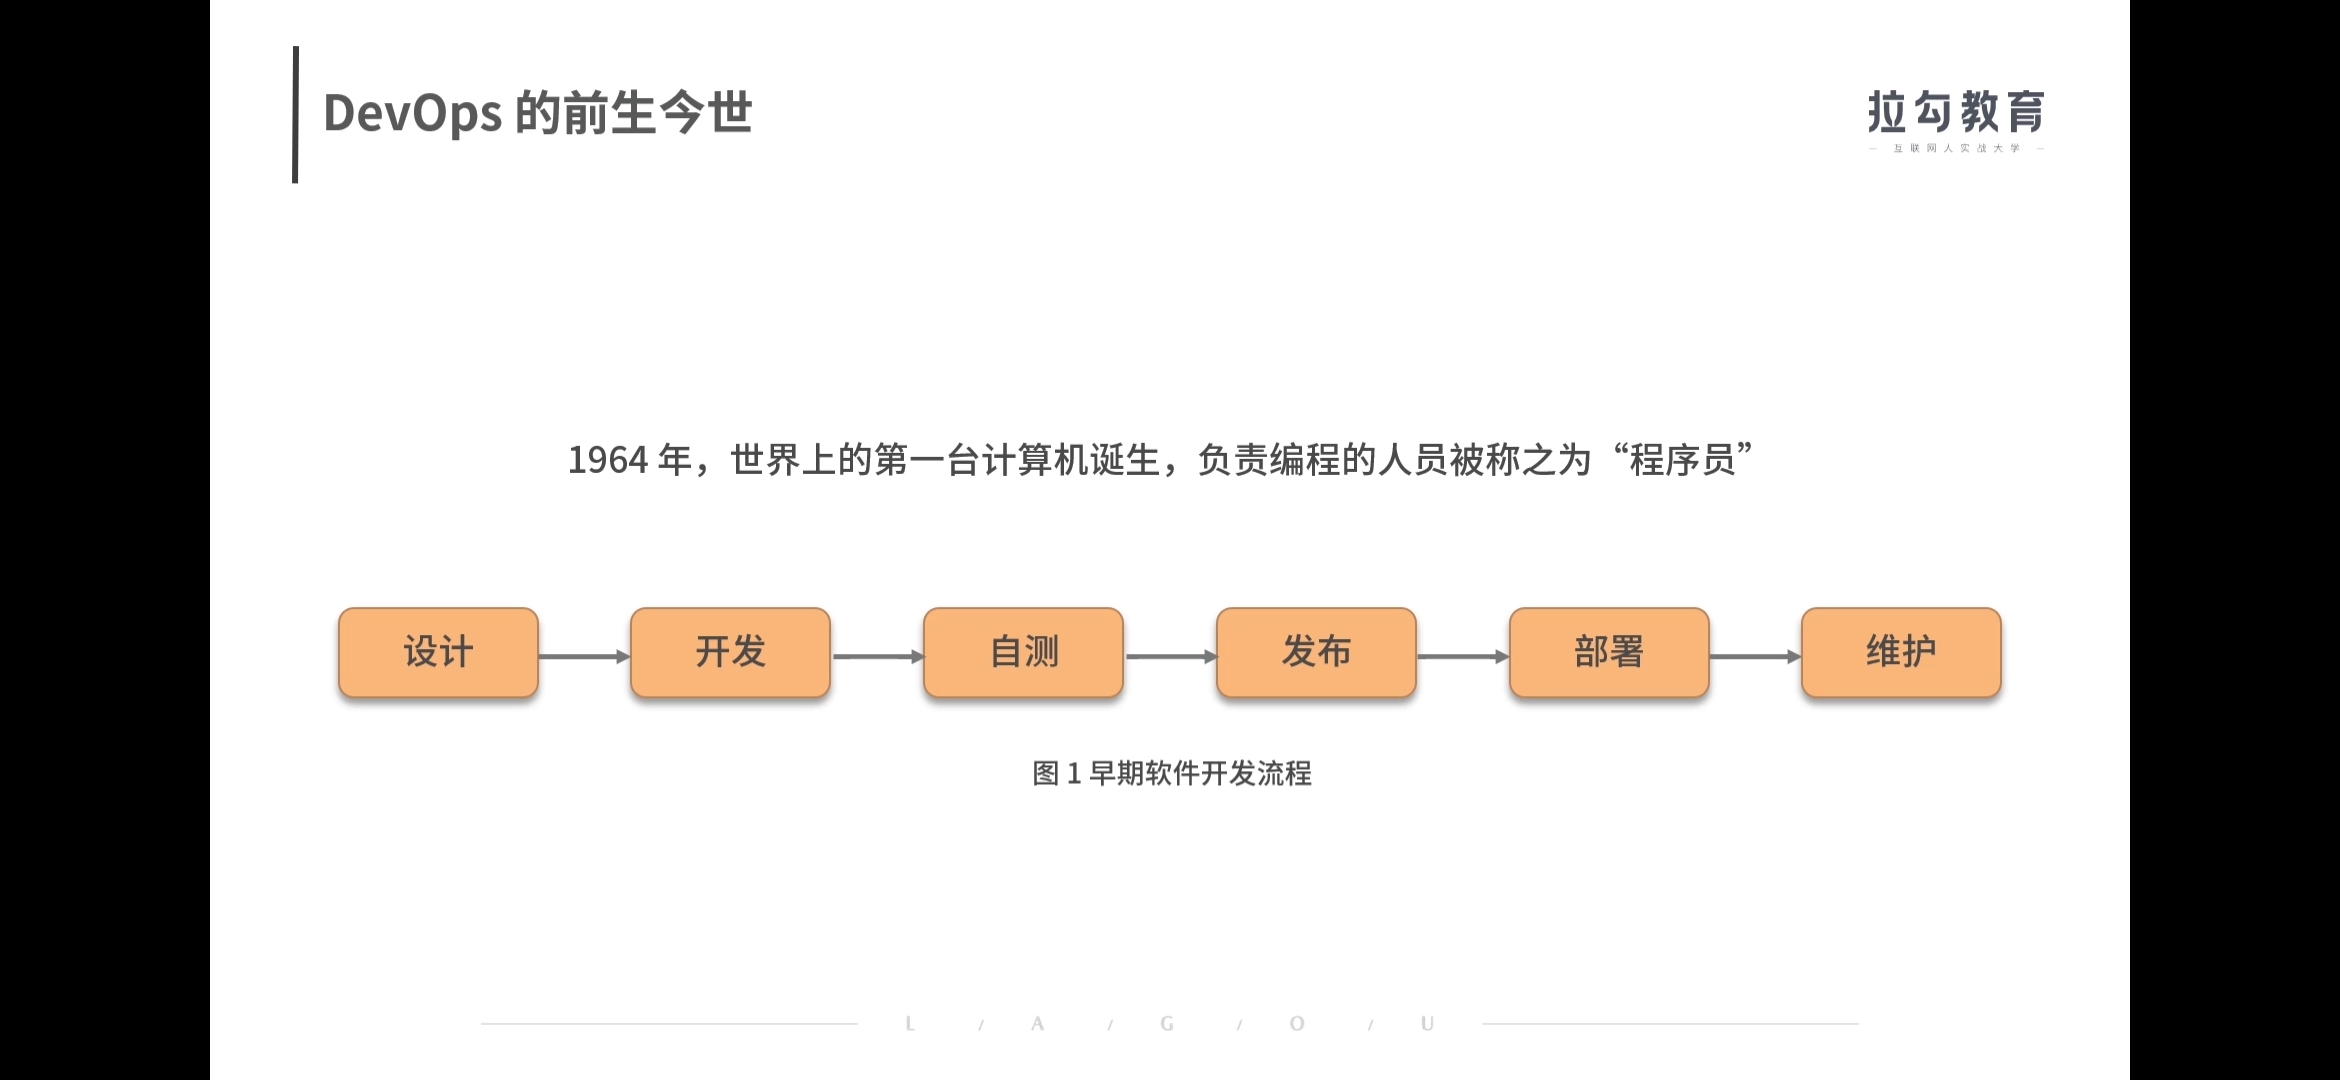 DevOps 的前生今世
拉勾教育
— 互联网人实战大学 —
1964 年，世界上的第一台计算机诞生，负责编程的人员被称之为“程序员”
设计
开发
自测
发布
部署
维护
图 1 早期软件开发流程
L / A / G / O / U